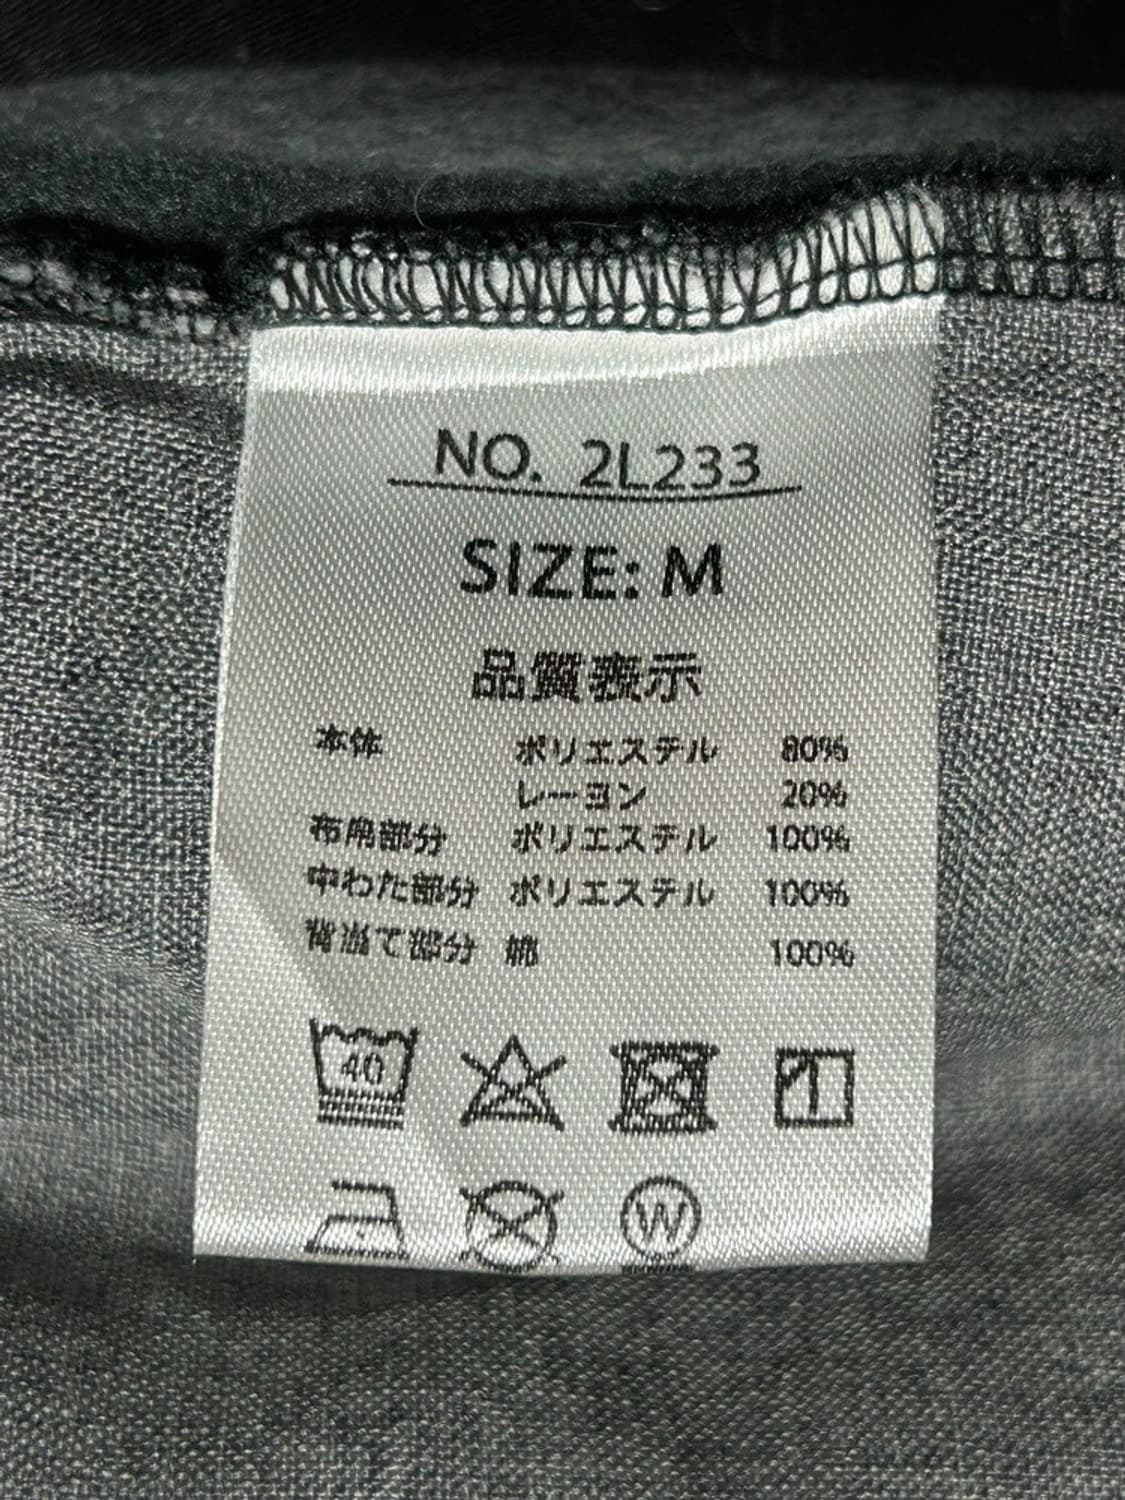 NO. 2L233
SIZE: M
品質表示
本体 ポリエステル 80%
レーヨン 20%
布帛部分 ポリエステル 100%
中わた部分 ポリエステル 100%
背当て部分 綿 100%
40
W